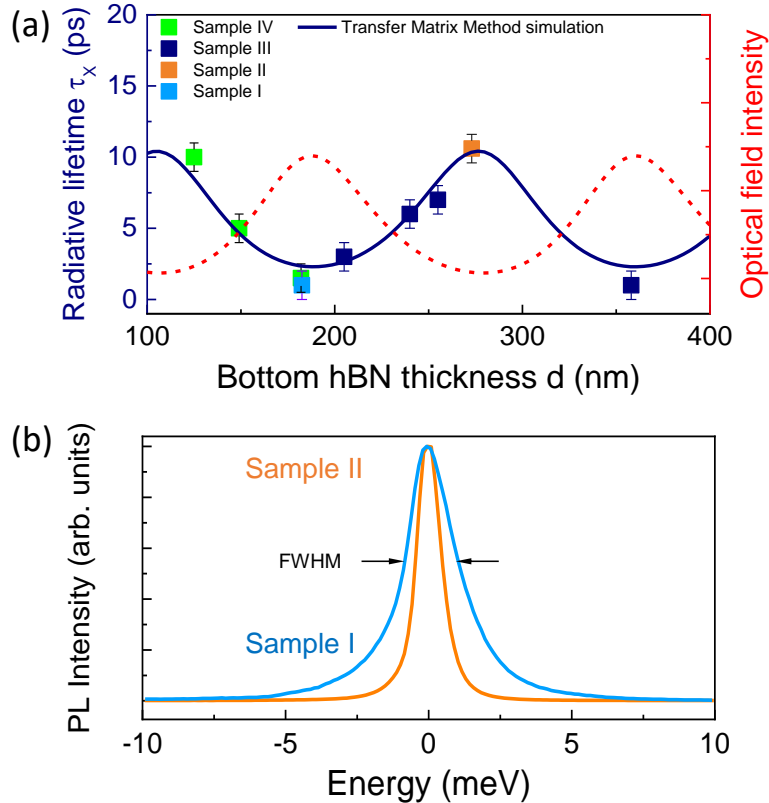 (a)
Radiative lifetime τX (ps)
20
15
10
5
0
Sample IV
Sample III
Sample II
Sample I
Transfer Matrix Method simulation
Optical field intensity
100
200
300
400
Bottom hBN thickness d (nm)
(b)
PL Intensity (arb. units)
Sample II
FWHM
Sample I
-10
-5
0
5
10
Energy (meV)